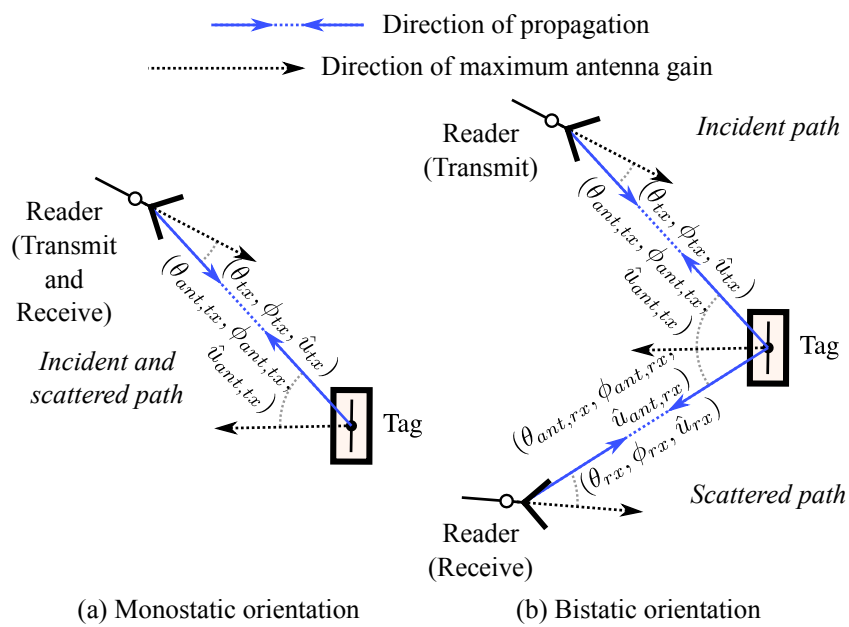 Direction of propagation
Direction of maximum antenna gain
Reader
(Transmit
and
Receive)
(θ_{tx}, ϕ_{tx}, û_{tx})
(θ_{ant,tx}, ϕ_{ant,tx},
û_{ant,tx})
Incident and
scattered path
Tag
(a) Monostatic orientation
Reader
(Transmit)
Incident path
(θ_{tx}, ϕ_{tx}, û_{tx})
(θ_{ant,tx}, ϕ_{ant,tx},
û_{ant,tx})
Tag
(θ_{ant,rx}, ϕ_{ant,rx},
û_{ant,rx})
(θ_{rx}, ϕ_{rx}, û_{rx})
Scattered path
Reader
(Receive)
(b) Bistatic orientation